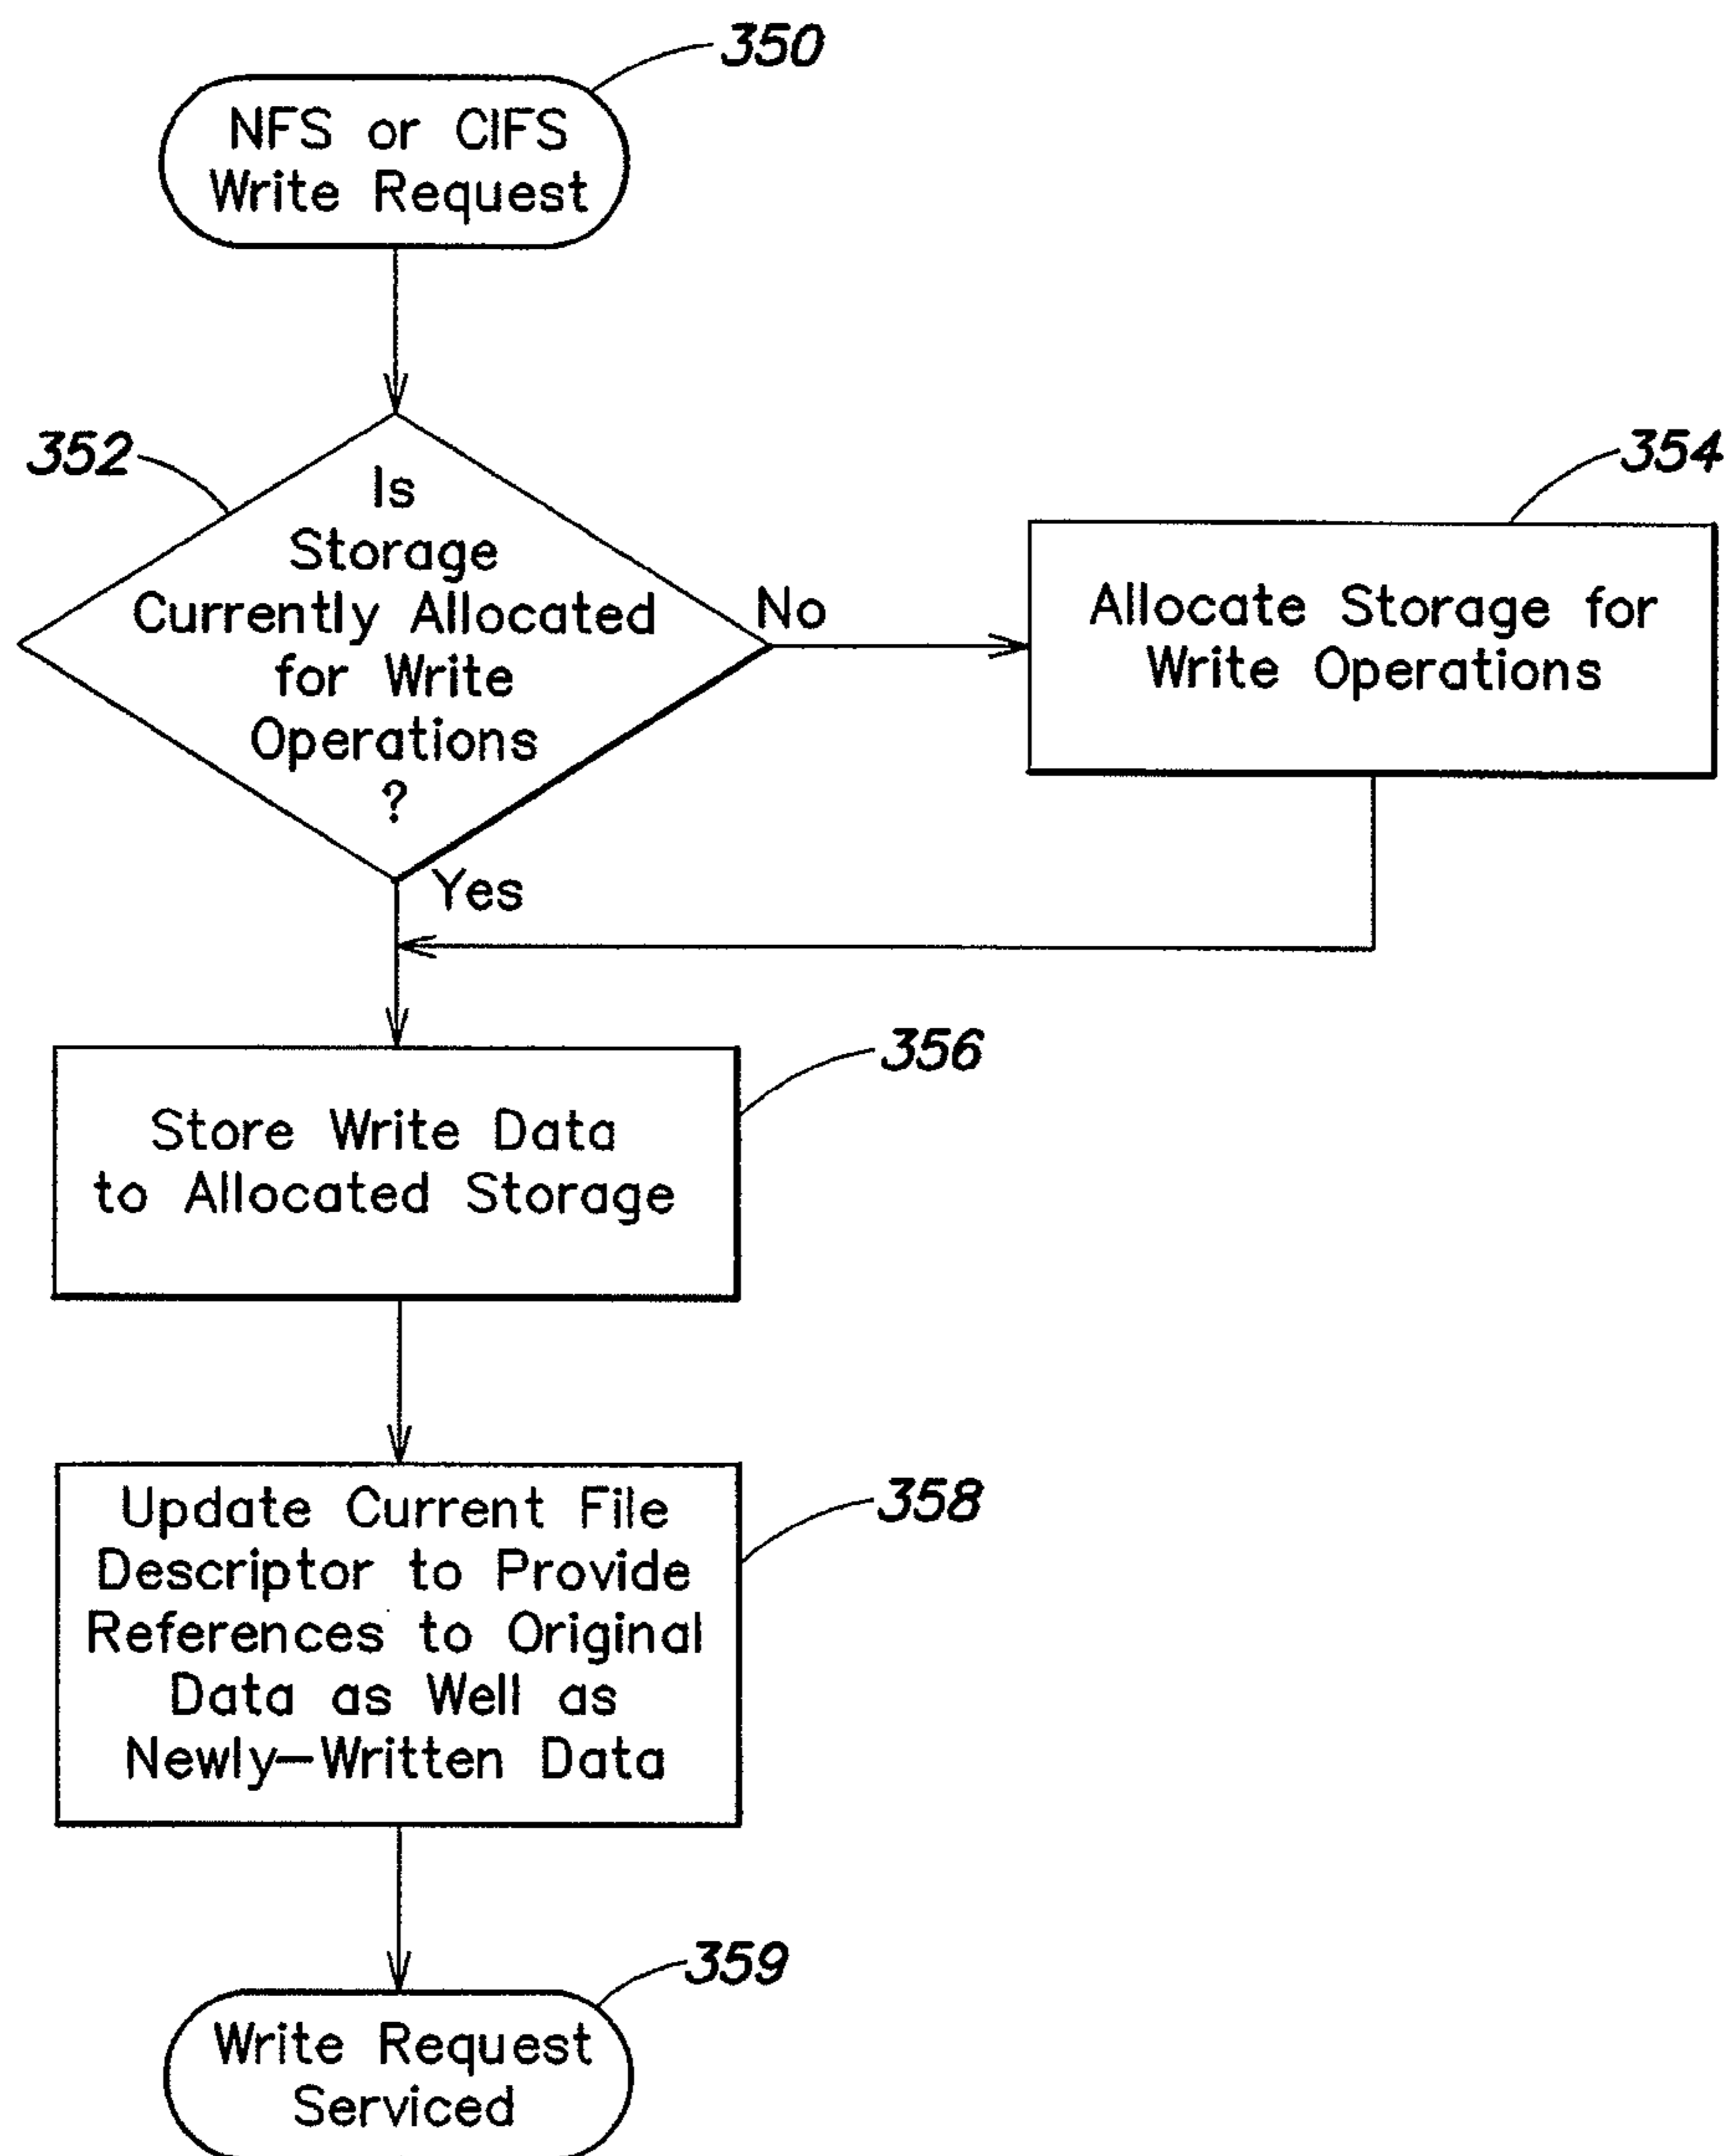 350
NFS or CIFS
Write Request
352
Is
Storage
Currently Allocated
for Write
Operations
?
No
Yes
354
Allocate Storage for
Write Operations
356
Store Write Data
to Allocated Storage
358
Update Current File
Descriptor to Provide
References to Original
Data as Well as
Newly-Written Data
359
Write Request
Serviced